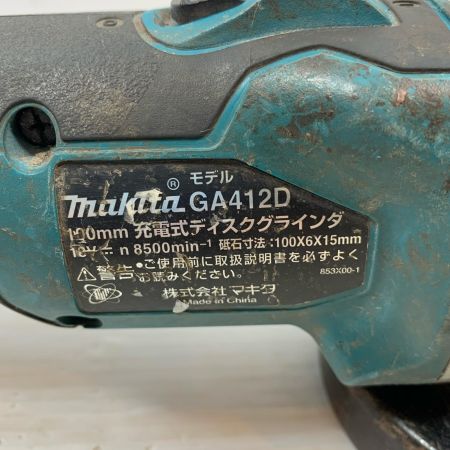 モデル
makita® GA412D
100mm 充電式ディスクグラインダ
18V ⎓ n 8500min⁻¹ 砥石寸法:100X6X15mm
⚠警告 •ご使用前に取扱説明書を必ずよく
お読みください。
853X00-1
株式会社 マキタ
Made in China